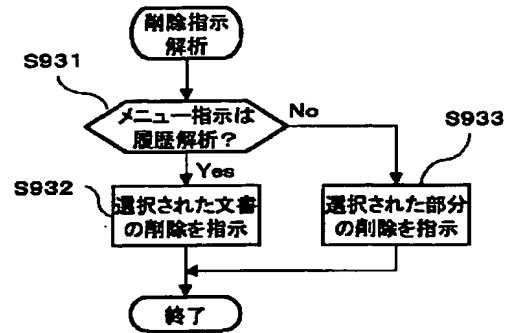 削除指示
解析
S931
メニュー指示は
履歴解析？
No
S933
Yes
S932
選択された文書
の削除を指示
選択された部分
の削除を指示
終了